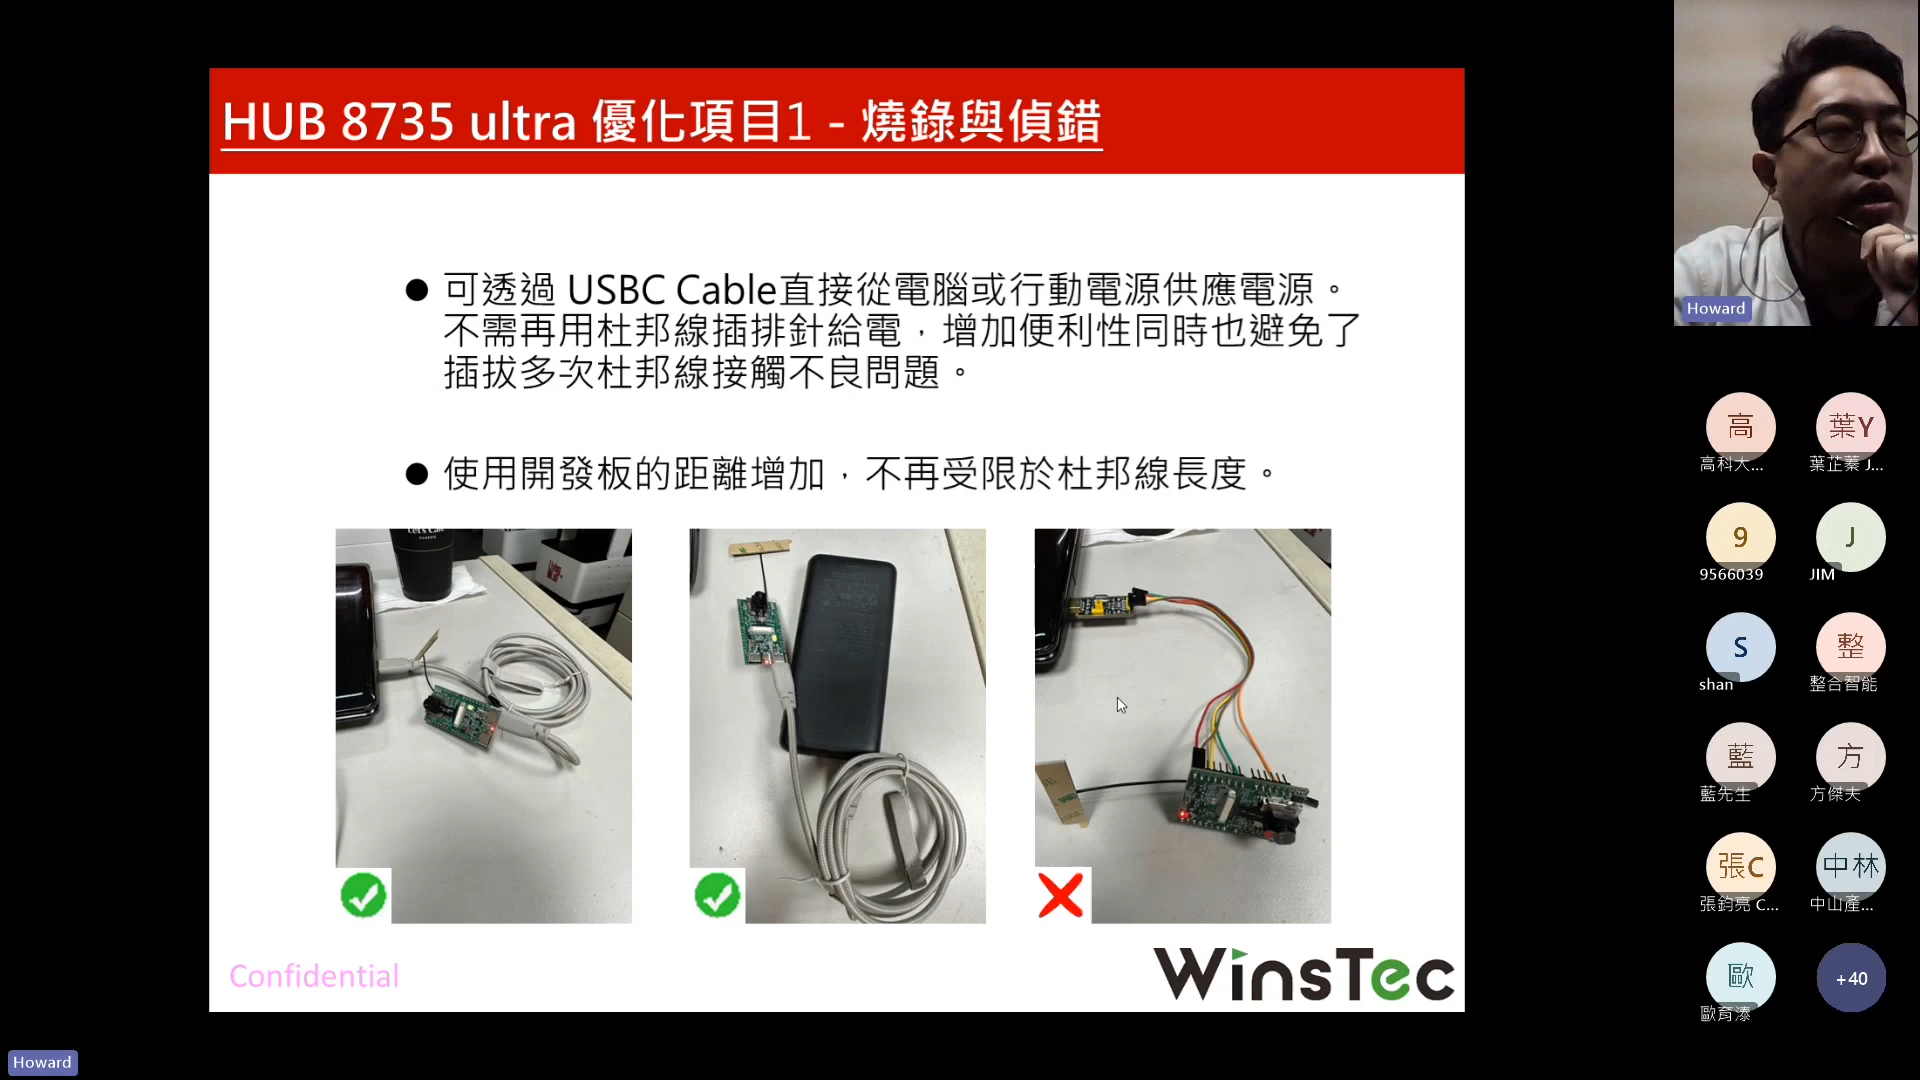 HUB 8735 ultra 優化項目1 - 燒錄與偵錯
● 可透過 USBC Cable直接從電腦或行動電源供應電源。
不需再用杜邦線插排針給電，增加便利性同時也避免了
插拔多次杜邦線接觸不良問題。
● 使用開發板的距離增加，不再受限於杜邦線長度。
Confidential
WinsTec
Howard
高
高科大...
葉Y
葉芷蓁 J...
9
9566039
J
JIM
S
shan
整
整合智能
藍
藍先生
方
方傑夫
張C
張鈞亮 C...
中林
中山產...
歐
歐育溱
+40
Howard